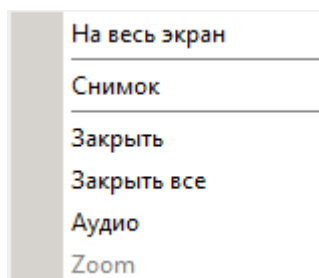 На весь экран
Снимок
Закрыть
Закрыть все
Аудио
Zoom